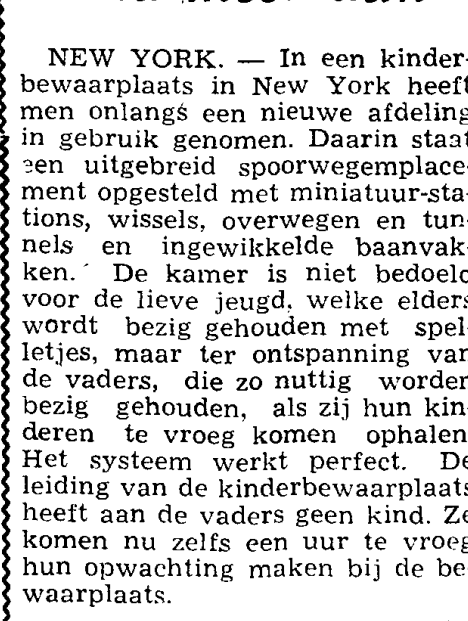 NEW YORK. — In een kinder-
bewaarplaats in New York heeft
men onlangs een nieuwe afdeling
in gebruik genomen. Daarin staat
een uitgebreid spoorwegemplace-
ment opgesteld met miniatuur-sta-
tions, wissels, overwegen en tun-
nels en ingewikkelde baanvak-
ken. De kamer is niet bedoeld
voor de lieve jeugd, welke elders
wordt bezig gehouden met spel-
letjes, maar ter ontspanning van
de vaders, die zo nuttig worden
bezig gehouden, als zij hun kin-
deren te vroeg komen ophalen.
Het systeem werkt perfect. De
leiding van de kinderbewaarplaats
heeft aan de vaders geen kind. Ze
komen nu zelfs een uur te vroeg
hun opwachting maken bij de be-
waarplaats.